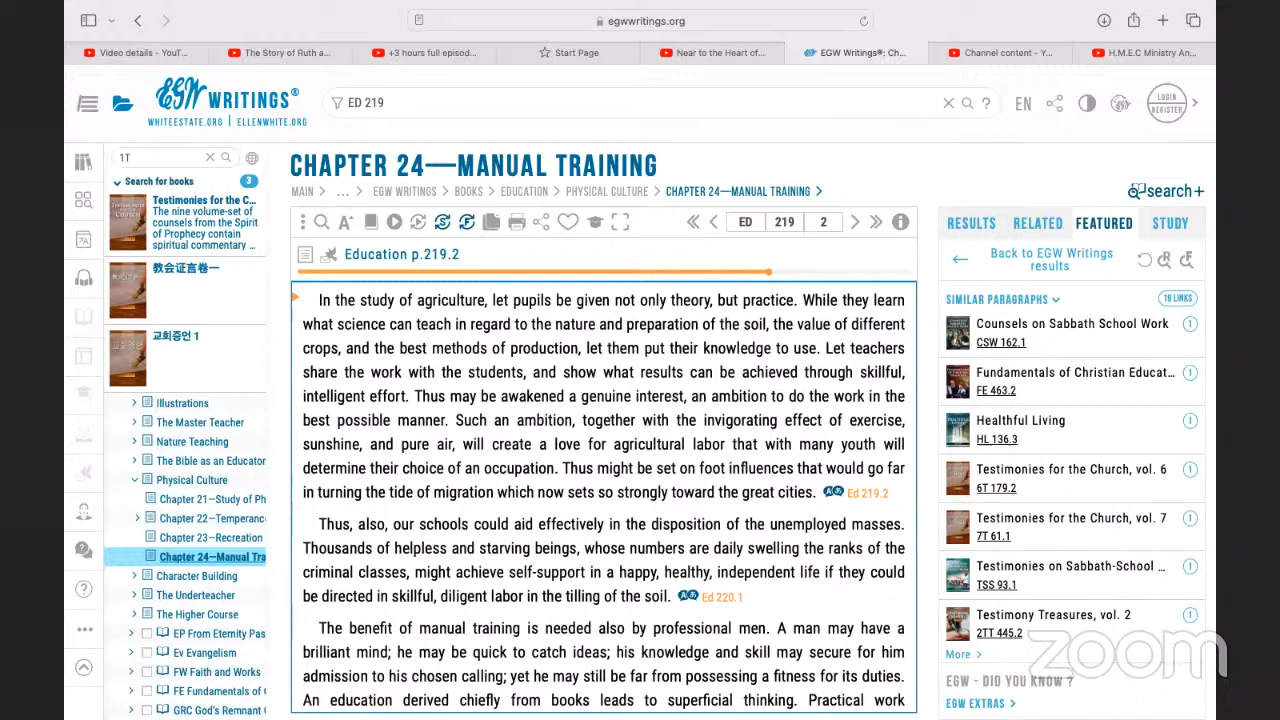 egwwritings.org
Video details - YouT...
The Story of Ruth a...
+3 hours full episod...
Start Page
Near to the Heart of...
EGW Writings®: Ch...
Channel content - Y...
H.M.E.C Ministry An...
EGW WRITINGS®
WHITEESTATE.ORG | ELLENWHITE.ORG
ED 219
EN
LOGIN
REGISTER
1T
Search for books
3
Testimonies for the C...
The nine volume-set of
counsels from the Spirit
of Prophecy contain
spiritual commentary ...
教会证言卷一
교회증언 1
Illustrations
The Master Teacher
Nature Teaching
The Bible as an Educator
Physical Culture
Chapter 21—Study of Ph
Chapter 22—Temperanc
Chapter 23—Recreation
Chapter 24—Manual Tra
Character Building
The Underteacher
The Higher Course
EP From Eternity Pas
Ev Evangelism
FW Faith and Works
FE Fundamentals of
GRC God's Remnant
CHAPTER 24—MANUAL TRAINING
MAIN > ... > EGW WRITINGS > BOOKS > EDUCATION > PHYSICAL CULTURE > CHAPTER 24—MANUAL TRAINING >
ED 219 2
Education p.219.2
In the study of agriculture, let pupils be given not only theory, but practice. While they learn
what science can teach in regard to the nature and preparation of the soil, the value of different
crops, and the best methods of production, let them put their knowledge to use. Let teachers
share the work with the students, and show what results can be achieved through skillful,
intelligent effort. Thus may be awakened a genuine interest, an ambition to do the work in the
best possible manner. Such an ambition, together with the invigorating effect of exercise,
sunshine, and pure air, will create a love for agricultural labor that with many youth will
determine their choice of an occupation. Thus might be set on foot influences that would go far
in turning the tide of migration which now sets so strongly toward the great cities. Ed 219.2
Thus, also, our schools could aid effectively in the disposition of the unemployed masses.
Thousands of helpless and starving beings, whose numbers are daily swelling the ranks of the
criminal classes, might achieve self-support in a happy, healthy, independent life if they could
be directed in skillful, diligent labor in the tilling of the soil. Ed 220.1
The benefit of manual training is needed also by professional men. A man may have a
brilliant mind; he may be quick to catch ideas; his knowledge and skill may secure for him
admission to his chosen calling; yet he may still be far from possessing a fitness for its duties.
An education derived chiefly from books leads to superficial thinking. Practical work
search+
RESULTS RELATED FEATURED STUDY
Back to EGW Writings
results
SIMILAR PARAGRAPHS
19 LINKS
Counsels on Sabbath School Work 1
CSW 162.1
Fundamentals of Christian Educat... 1
FE 463.2
Healthful Living 1
HL 136.3
Testimonies for the Church, vol. 6 1
6T 179.2
Testimonies for the Church, vol. 7 1
7T 61.1
Testimonies on Sabbath-School ... 1
TSS 93.1
Testimony Treasures, vol. 2 1
2TT 445.2
More >
EGW - DID YOU KNOW ?
EGW EXTRAS >
zoom